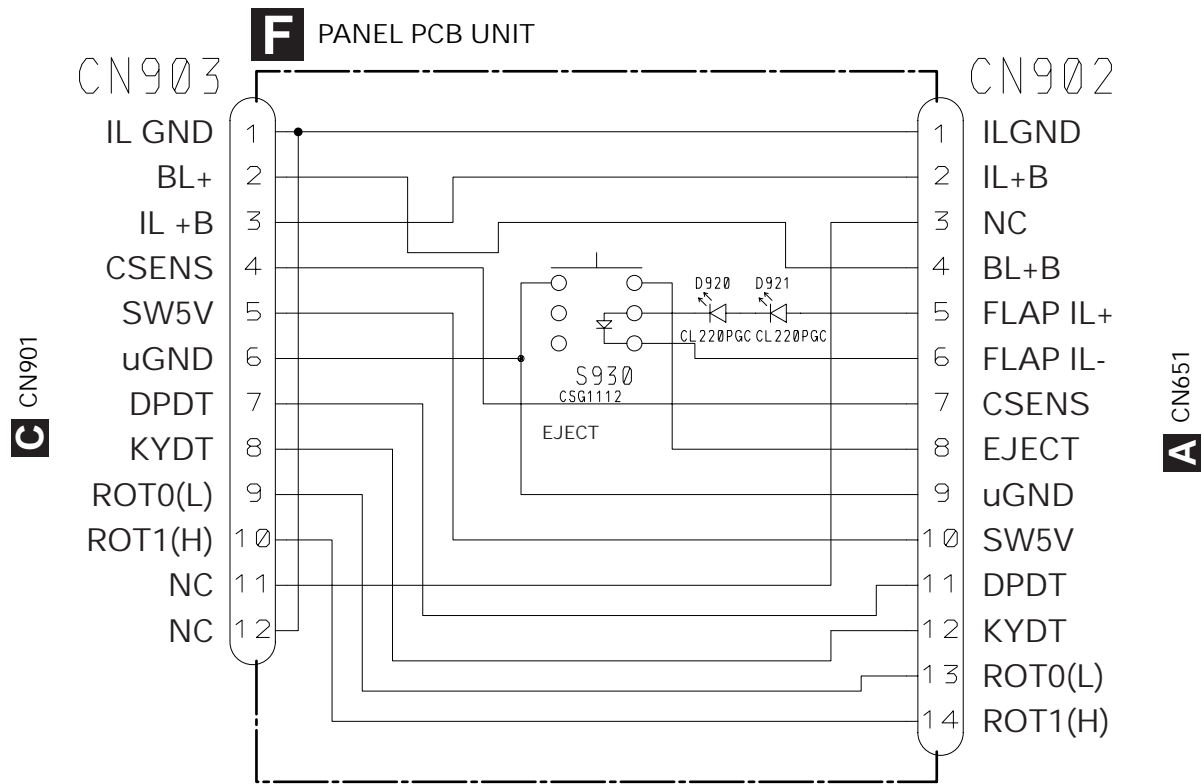 F PANEL PCB UNIT
CN903
CN902
IL GND 1
1 ILGND
BL+ 2
2 IL+B
IL +B 3
3 NC
CSENS 4
4 BL+B
SW5V 5
5 FLAP IL+
uGND 6
6 FLAP IL-
DPDT 7
7 CSENS
KYDT 8
8 EJECT
ROT0(L) 9
9 uGND
ROT1(H) 10
10 SW5V
NC 11
11 DPDT
NC 12
12 KYDT
13 ROT0(L)
14 ROT1(H)
D920 D921
CL220PGC CL220PGC
S930
CSG1112
EJECT
C CN901
A CN651